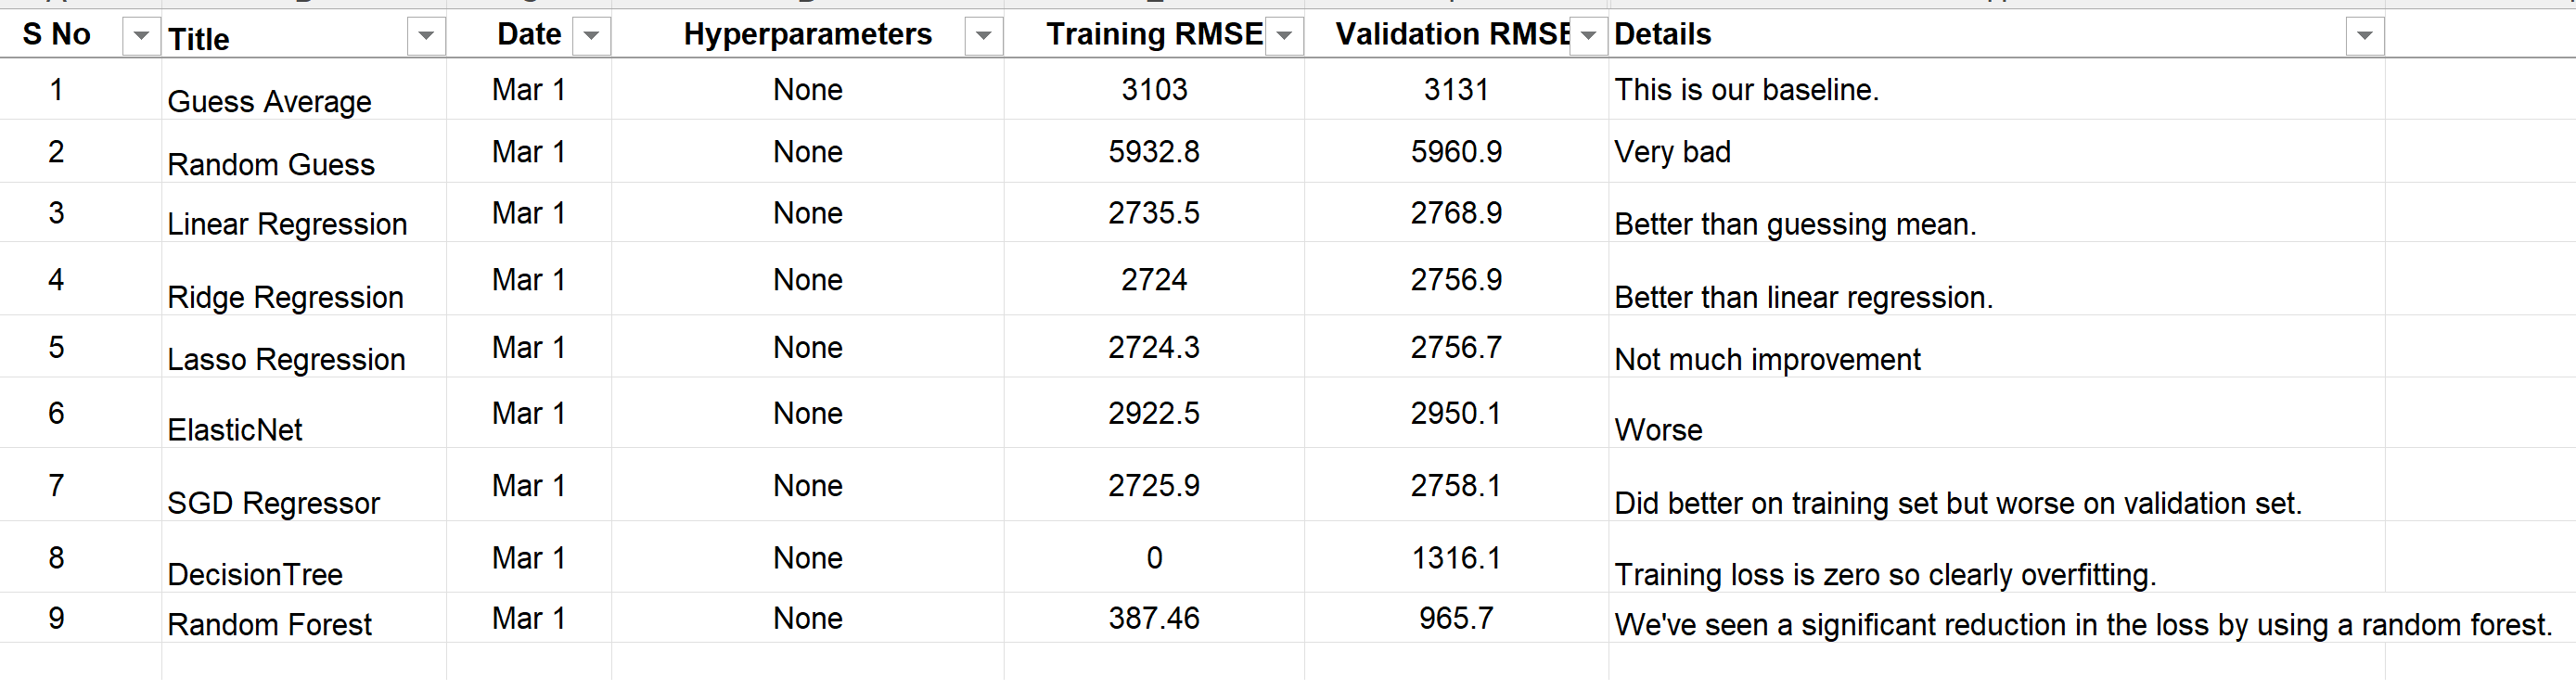 S No Title Date Hyperparameters Training RMSE Validation RMSE Details
1 Guess Average Mar 1 None 3103 3131 This is our baseline.
2 Random Guess Mar 1 None 5932.8 5960.9 Very bad
3 Linear Regression Mar 1 None 2735.5 2768.9 Better than guessing mean.
4 Ridge Regression Mar 1 None 2724 2756.9 Better than linear regression.
5 Lasso Regression Mar 1 None 2724.3 2756.7 Not much improvement
6 ElasticNet Mar 1 None 2922.5 2950.1 Worse
7 SGD Regressor Mar 1 None 2725.9 2758.1 Did better on training set but worse on validation set.
8 DecisionTree Mar 1 None 0 1316.1 Training loss is zero so clearly overfitting.
9 Random Forest Mar 1 None 387.46 965.7 We've seen a significant reduction in the loss by using a random forest.